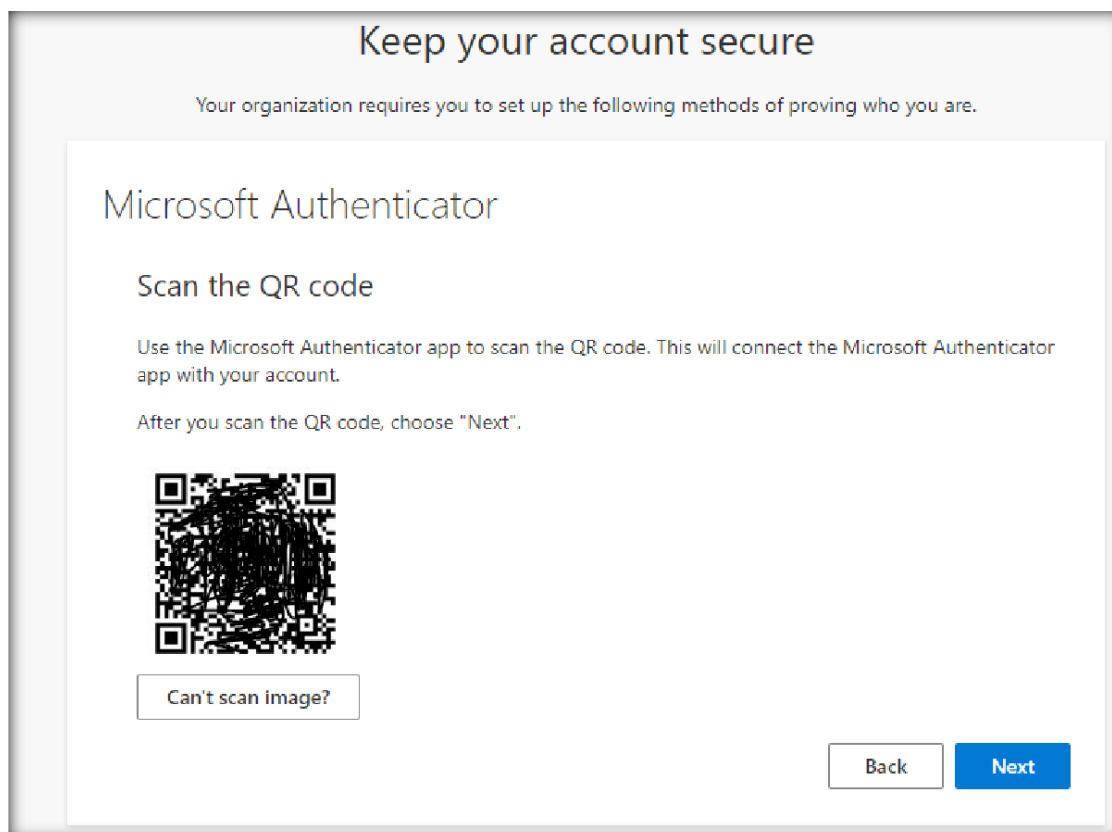 Keep your account secure
Your organization requires you to set up the following methods of proving who you are.
Microsoft Authenticator
Scan the QR code
Use the Microsoft Authenticator app to scan the QR code. This will connect the Microsoft Authenticator
app with your account.
After you scan the QR code, choose "Next".
Can't scan image?
Back
Next